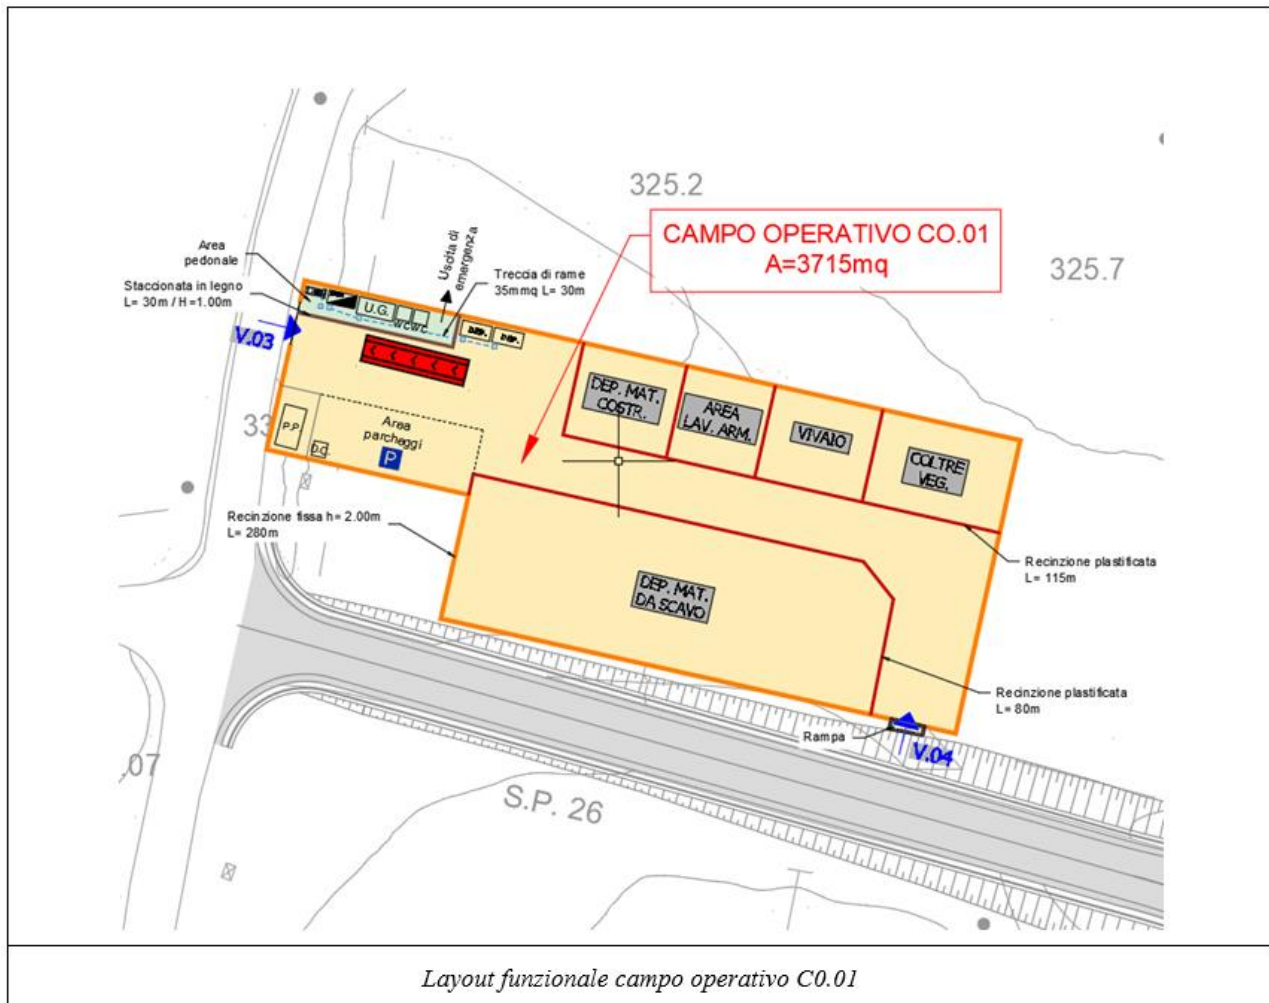 325.2
CAMPO OPERATIVO CO.01
A=3715mq
325.7
Area
pedonale
Uscita di
emergenza
Staccionata in legno
L= 30m / H=1.00m
Treccia di rame
35mmq L= 30m
U.G.
WC WC
DEP.
DEP.
V.03
DEP. MAT.
COSTR.
AREA
LAV. ARM.
VIVAIO
COLTRE
VEG.
33
P.P
Area
parcheggi
P
Recinzione fissa h= 2.00m
L= 280m
Recinzione plastificata
L= 115m
DEP. MAT.
DA SCAVO
Recinzione plastificata
L= 80m
Rampa
V.04
.07
S.P. 26
Layout funzionale campo operativo C0.01